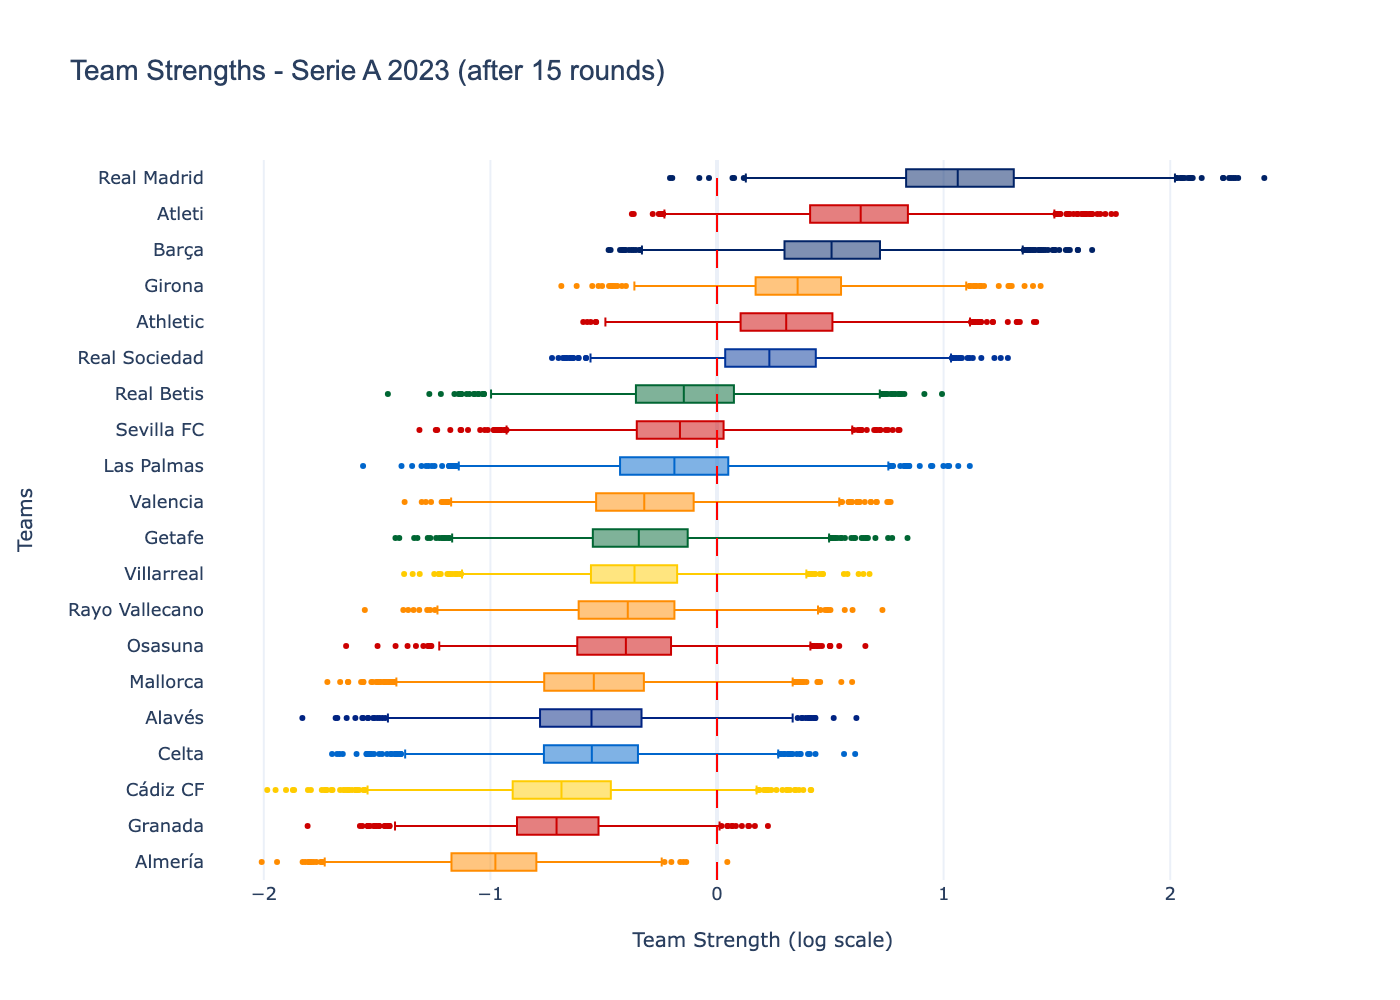 Team Strengths - Serie A 2023 (after 15 rounds)
Real Madrid
Atleti
Barça
Girona
Athletic
Real Sociedad
Real Betis
Sevilla FC
Las Palmas
Valencia
Getafe
Villarreal
Rayo Vallecano
Osasuna
Mallorca
Alavés
Celta
Cádiz CF
Granada
Almería
Teams
−2 −1 0 1 2
Team Strength (log scale)